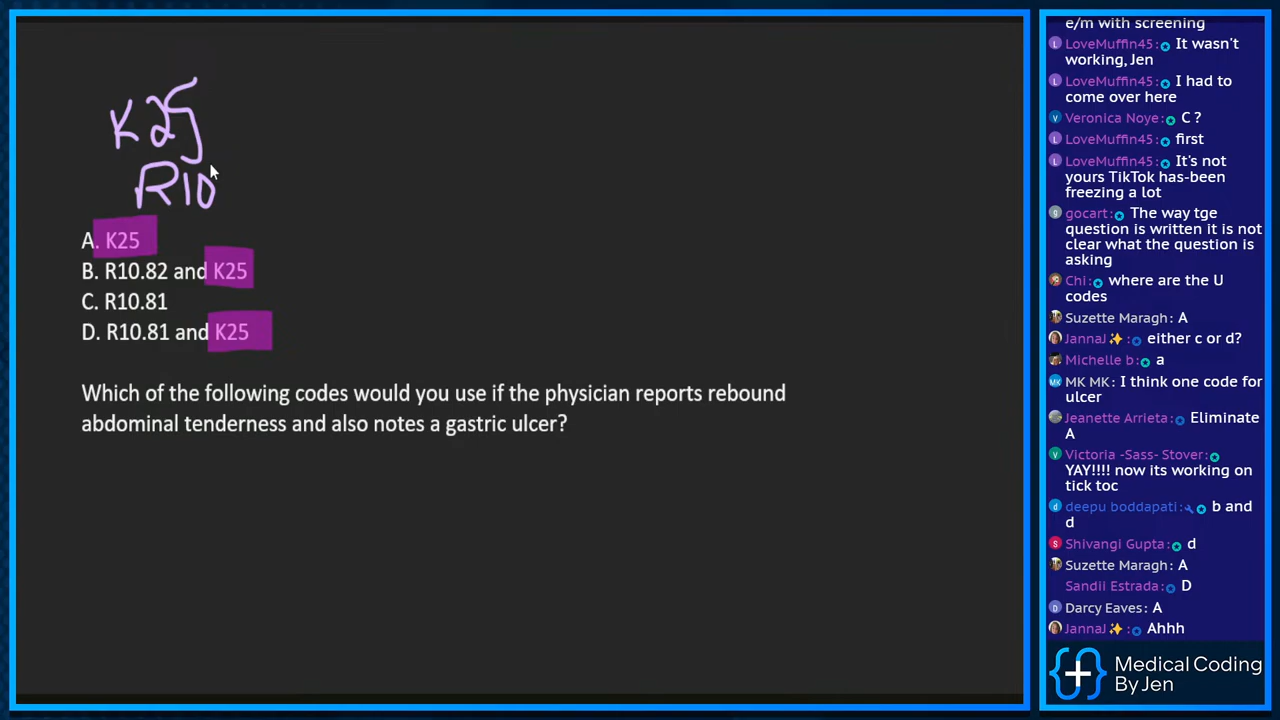 K25
R10
A. K25
B. R10.82 and K25
C. R10.81
D. R10.81 and K25
Which of the following codes would you use if the physician reports rebound
abdominal tenderness and also notes a gastric ulcer?
e/m with screening
L LoveMuffin45: It wasn't
working, Jen
L LoveMuffin45: I had to
come over here
V Veronica Noye: C ?
L LoveMuffin45: first
L LoveMuffin45: It's not
yours TikTok has-been
freezing a lot
g gocart: The way tge
question is written it is not
clear what the question is
asking
Chi: where are the U
codes
Suzette Maragh: A
JannaJ✨: either c or d?
Michelle b: a
MK MK MK: I think one code for
ulcer
Jeanette Arrieta: Eliminate
A
V Victoria -Sass- Stover:
YAY!!!! now its working on
tick toc
d deepu boddapati: b and
d
S Shivangi Gupta: d
Suzette Maragh: A
Sandii Estrada: D
D Darcy Eaves: A
JannaJ✨: Ahhh
Medical Coding
By Jen